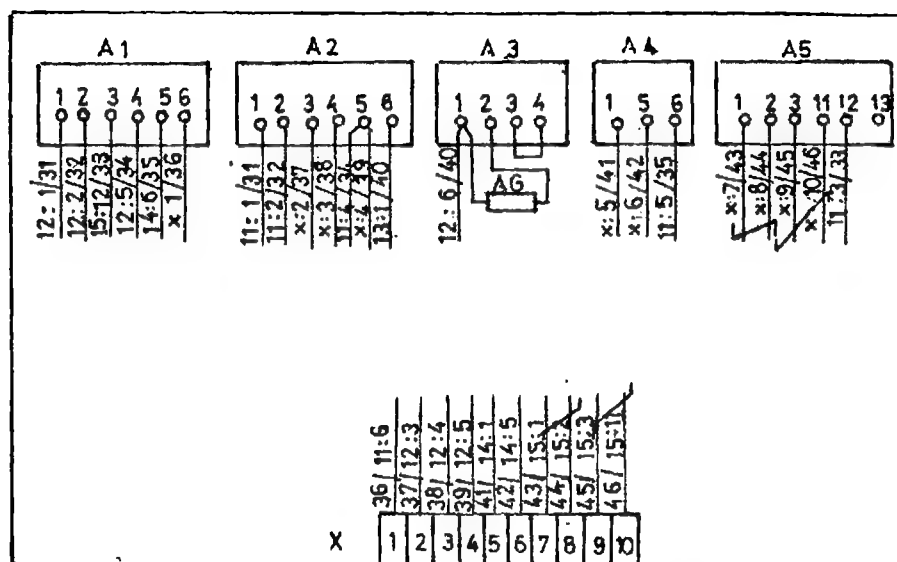 A1 A2 A3 A4 A5
1 2 3 4 5 6
1 2 3 4 5 6
1 2 3 4
1 5 6
1 2 3 11 12 13
12: 1/31
12: 2/32
15:12/33
12:5/34
14:6/35
x 1/36
11: 1/31
11:2/32
x:2/37
x:3/38
11:4/34
x:4/39
13:1/40
12: 6/40
A6
x:5/41
x:6/42
11:5/35
x:7/43
x:8/44
x:9/45
x:10/46
11:3/33
36/11:6
37/12:3
38/12:4
39/12:5
41/14:1
42/14:5
43/15:1
44/15:2
45/15:3
46/15:11
X 1 2 3 4 5 6 7 8 9 10